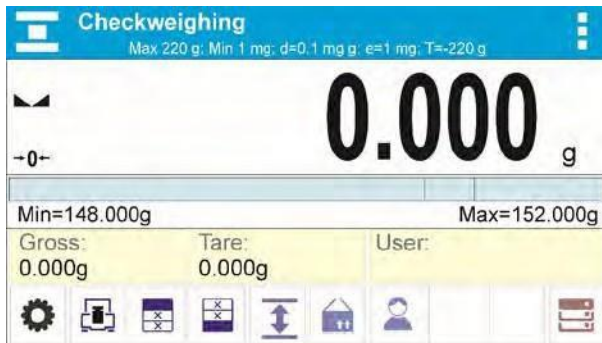 Checkweighing
Max 220 g: Min 1 mg: d=0.1 mg g: e=1 mg: T=-220 g
→0← 0.000 g
Min=148.000g Max=152.000g
Gross: Tare: User:
0.000g 0.000g